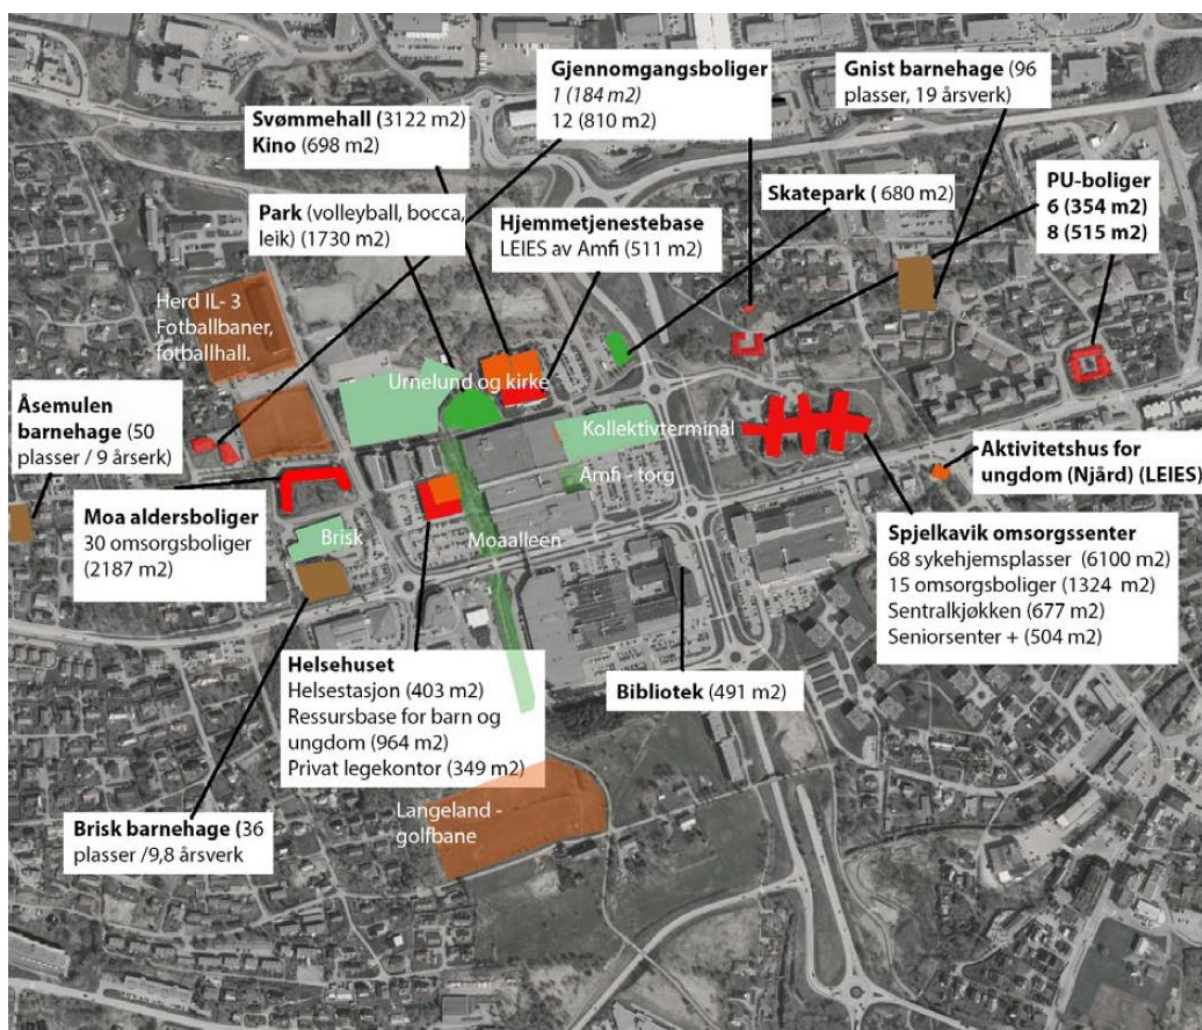 Gjennomgangsboliger
1 (184 m2)
12 (810 m2)
Gnist barnehage (96
plasser, 19 årsverk)
Svømmehall (3122 m2)
Kino (698 m2)
PU-boliger
6 (354 m2)
8 (515 m2)
Skatepark ( 680 m2)
Park (volleyball, bocca,
leik) (1730 m2)
Hjemmetjenestebase
LEIES av Amfi (511 m2)
Herd IL- 3
Fotballbaner,
fotballhall.
Urnelund og kirke
Åsemulen
barnehage (50
plasser / 9 årserk)
Kollektivterminal
Amfi - torg
Aktivitetshus for
ungdom (Njård) (LEIES)
Moa aldersboliger
30 omsorgsboliger
(2187 m2)
Brisk
Moaalleen
Spjelkavik omsorgssenter
68 sykehjemsplasser (6100 m2)
15 omsorgsboliger (1324 m2)
Sentralkjøkken (677 m2)
Seniorsenter + (504 m2)
Helsehuset
Helsestasjon (403 m2)
Ressursbase for barn og
ungdom (964 m2)
Privat legekontor (349 m2)
Bibliotek (491 m2)
Langeland -
golfbane
Brisk barnehage (36
plasser /9,8 årsverk